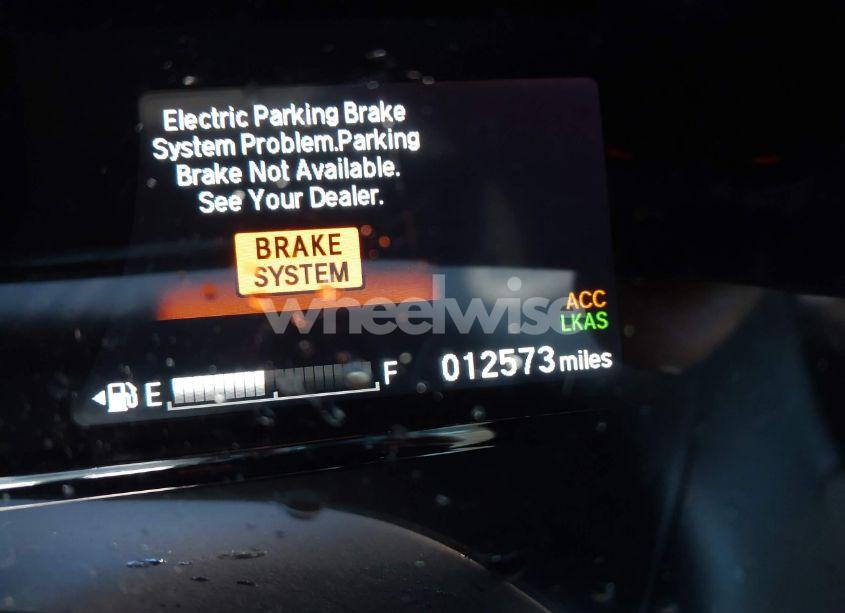 Electric Parking Brake
System Problem.Parking
Brake Not Available.
See Your Dealer.
BRAKE
SYSTEM
wheelwise
ACC
LKAS
E F
012573 miles